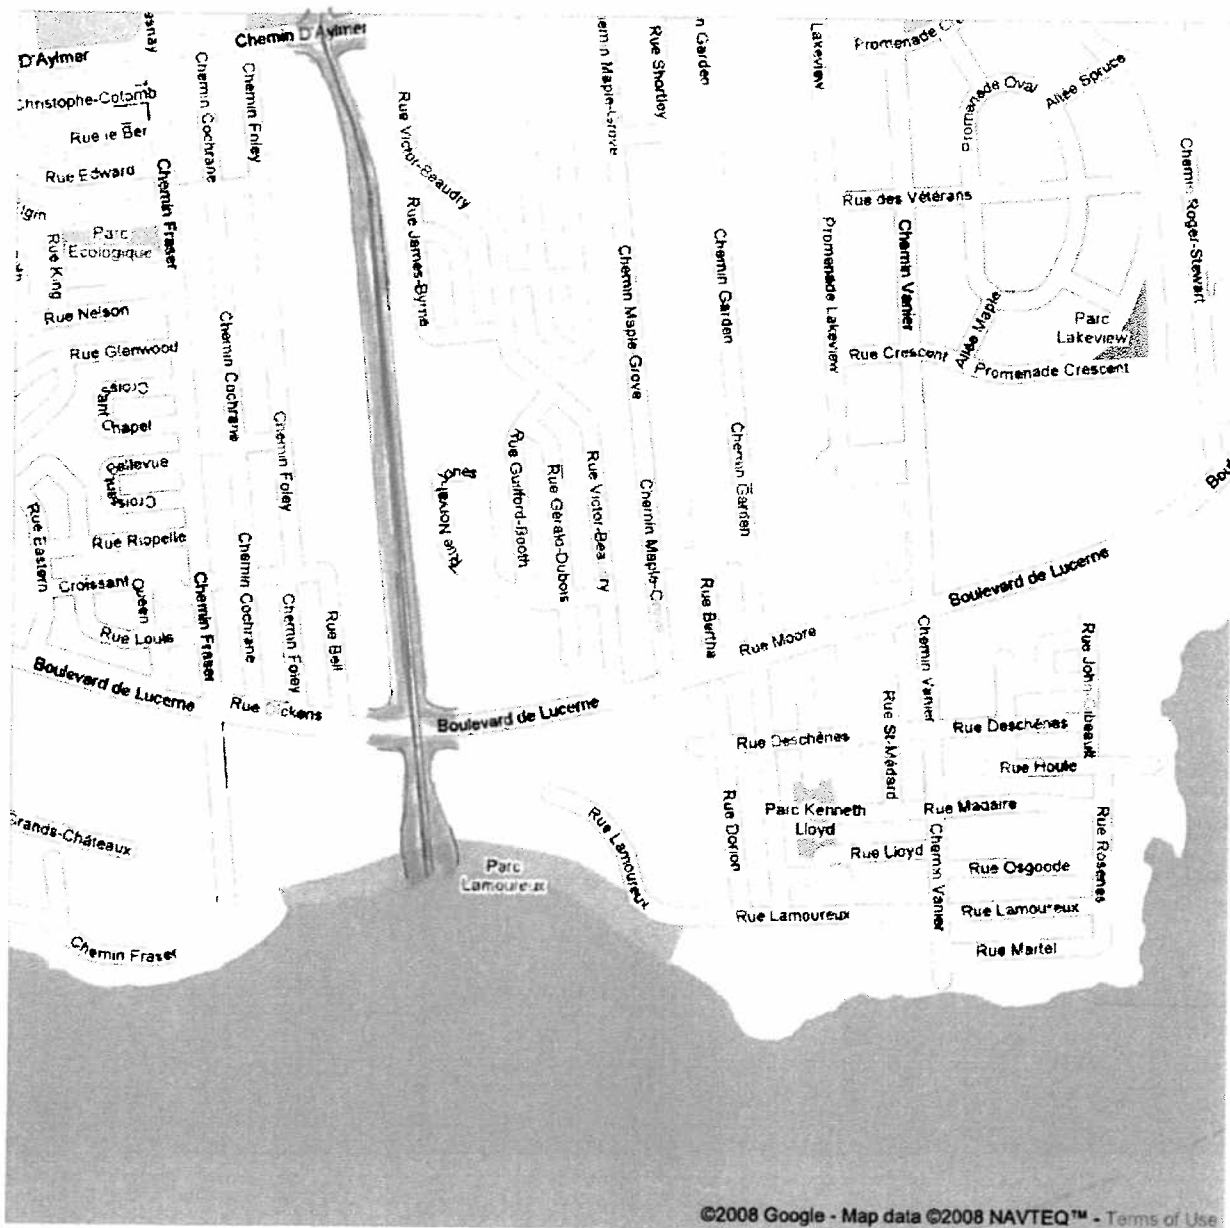 Chemin D'Aylmer
D'Aylmer
Christophe-Colomb
Rue le Ber
Rue Edward
Chemin Fraser
Chemin Cochrane
Chemin Foley
Parc
Ecologique
Rue King
Rue Nelson
Rue Glenwood
Chapel
Bellevue
Rue Eastern
Rue Riopelle
Croissant Queen
Rue Louis
Chemin Cochrane
Chemin Foley
Chemin Cochrane
Chemin Foley
Chemin Fraser
Rue Bell
Boulevard de Lucerne
Rue Dickens
Boulevard de Lucerne
Grands-Châteaux
Chemin Fraser
Rue Victor-Beaudry
Rue James-Byrne
Rue Guilford-Booth
Rue Gérald-Dubois
Rue Shortley
Garden
Chemin Maple Grove
Chemin Garden
Chemin Garden
Rue Bertha
Rue Moore
Lakeview
Promenade Oval
Allée Spruce
Rue des Vétérans
Promenade Lakeview
Chemin Vanier
Chemin Roger-Stewart
Allée Maple
Parc
Lakeview
Rue Crescent
Promenade Crescent
Boulevard de Lucerne
Chemin Vanier
Rue St-Médard
Rue Deschênes
Rue Deschênes
Rue Houle
Parc Kenneth
Lloyd
Rue Madaire
Rue Lloyd
Rue Dorion
Chemin Vanier
Rue Osgoode
Rue Rosenes
Rue Lamoureux
Parc
Lamoureux
Rue Lamoureux
Rue Lamoureux
Rue Martel
©2008 Google - Map data ©2008 NAVTEQ™ - Terms of Use